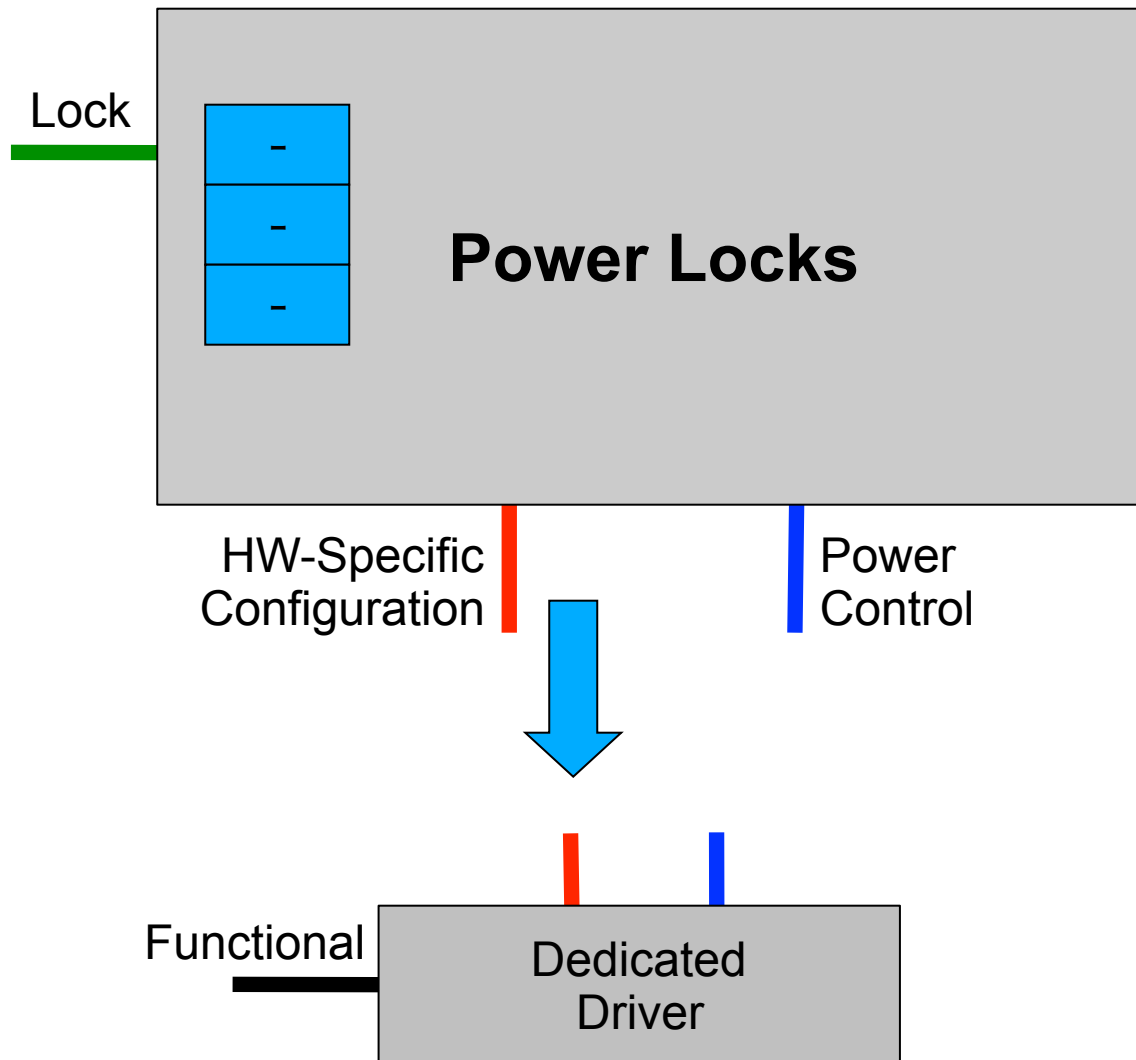 Lock
-
-
-
Power Locks
HW-Specific
Configuration
Power
Control
Functional
Dedicated
Driver